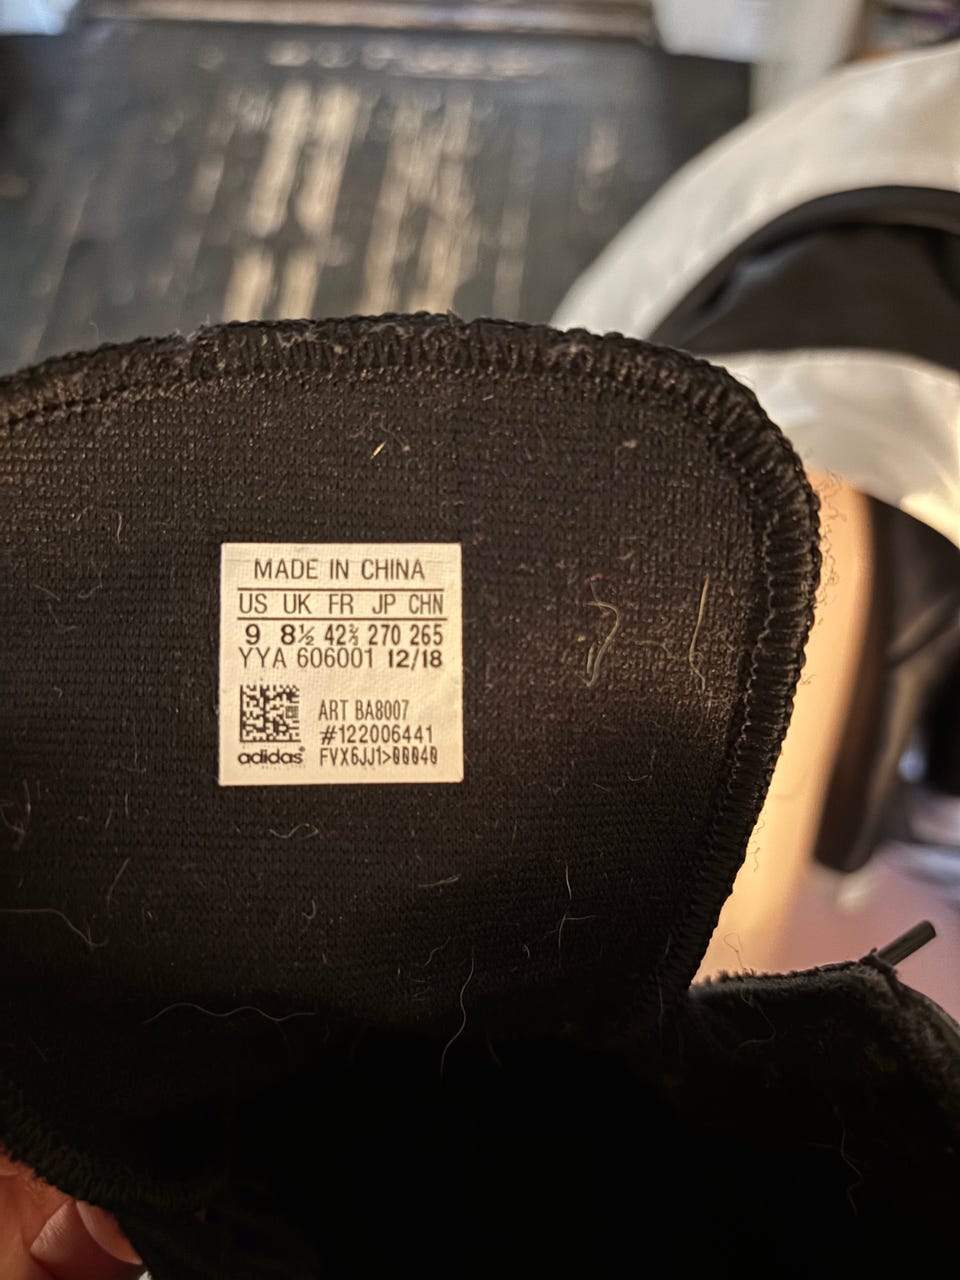 MADE IN CHINA
US UK FR JP CHN
9 8½ 42⅔ 270 265
YYA 606001 12/18
ART BA8007
#122006441
adidas® FVX6JJ1>00040